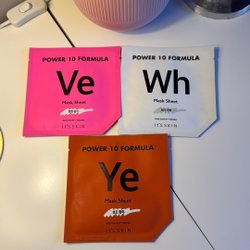 POWER 10 FORMULA
Ve
Mask Sheet
IT'S SKIN
POWER 10 FORMULA
Wh
Mask Sheet
IT'S SKIN
POWER 10 FORMULA
Ye
Mask Sheet
IT'S SKIN